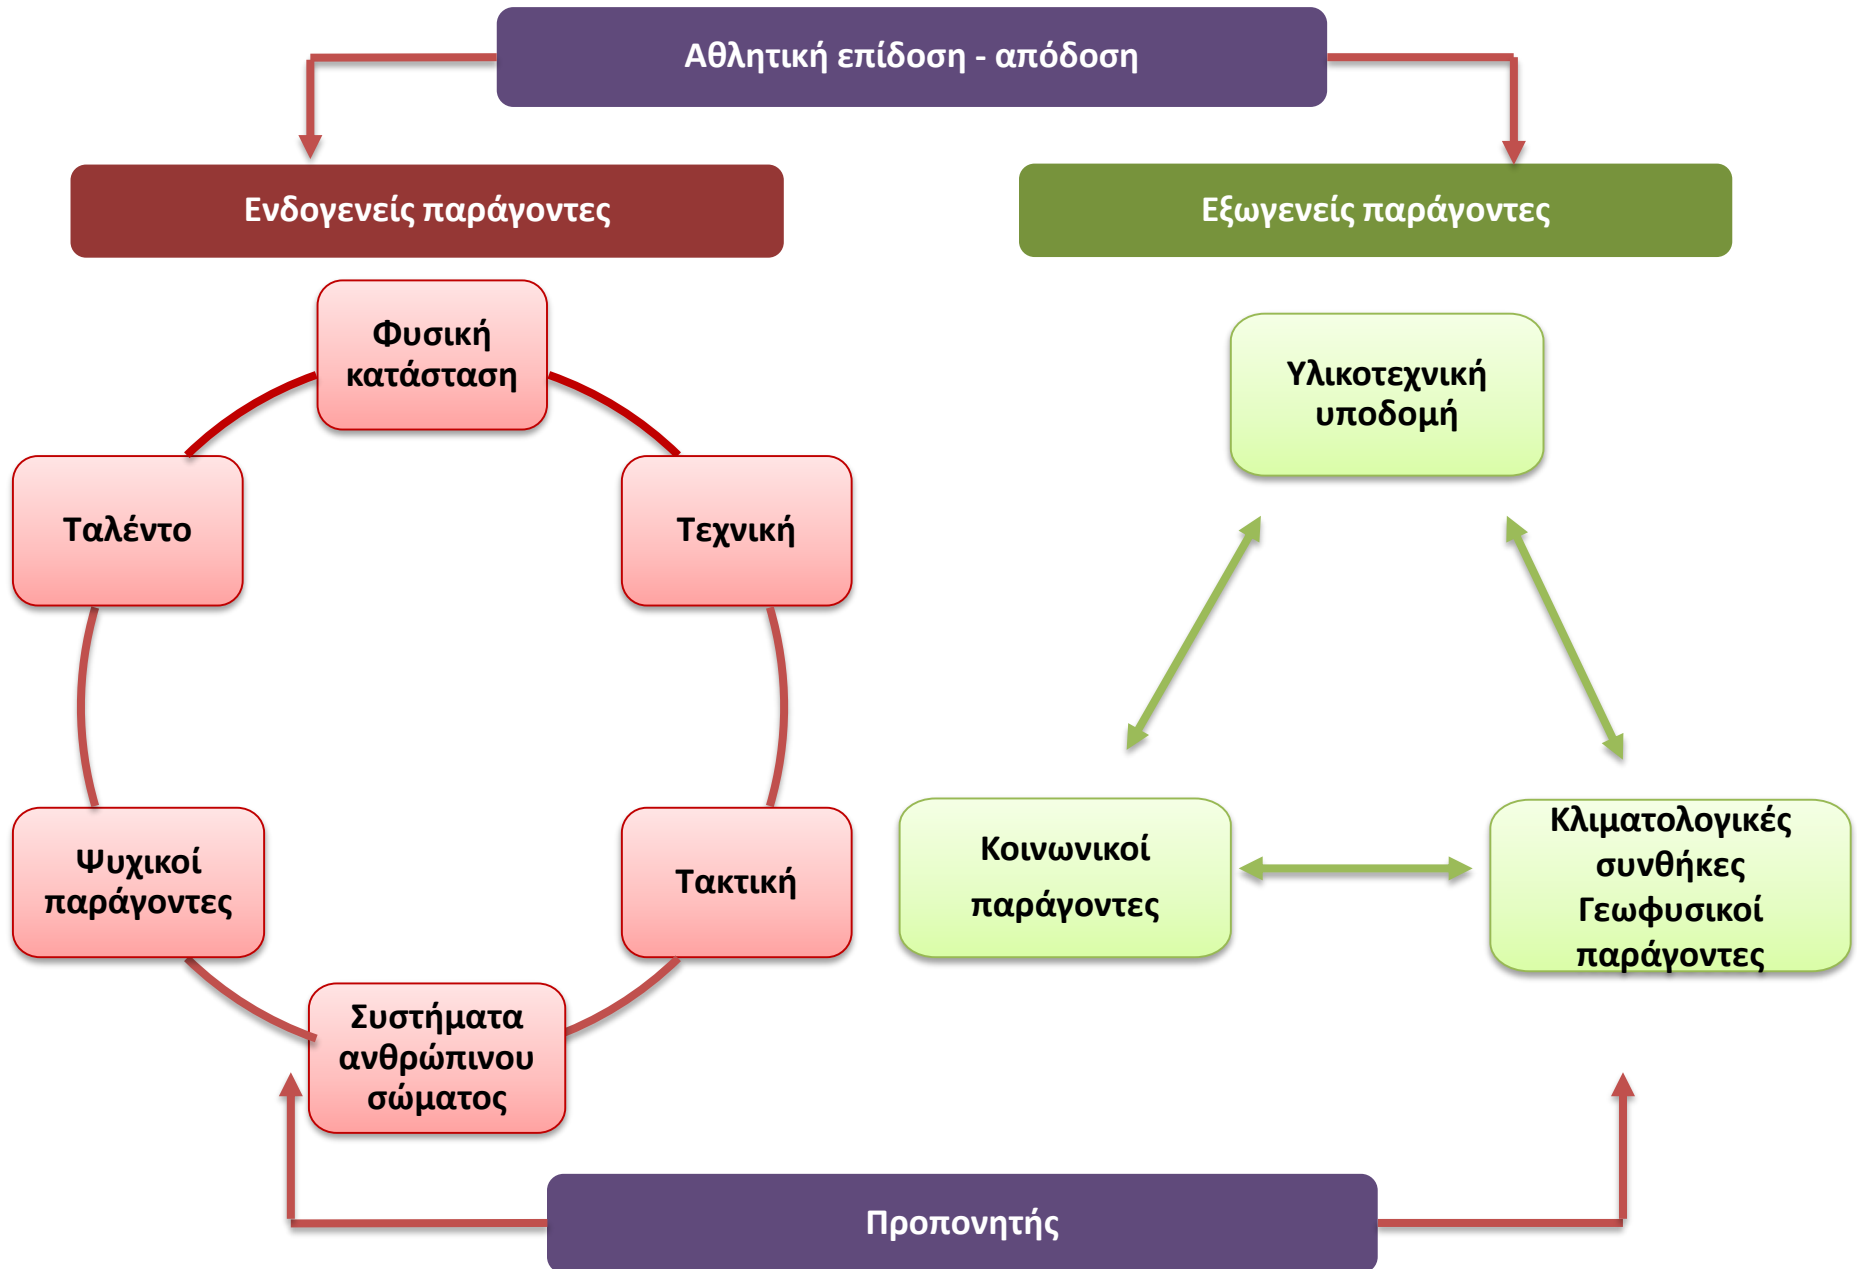 Αθλητική επίδοση - απόδοση
Ενδογενείς παράγοντες
Εξωγενείς παράγοντες
Φυσική
κατάσταση
Ταλέντο
Τεχνική
Ψυχικοί
παράγοντες
Τακτική
Συστήματα
ανθρώπινου
σώματος
Υλικοτεχνική
υποδομή
Κοινωνικοί
παράγοντες
Κλιματολογικές
συνθήκες
Γεωφυσικοί
παράγοντες
Προπονητής